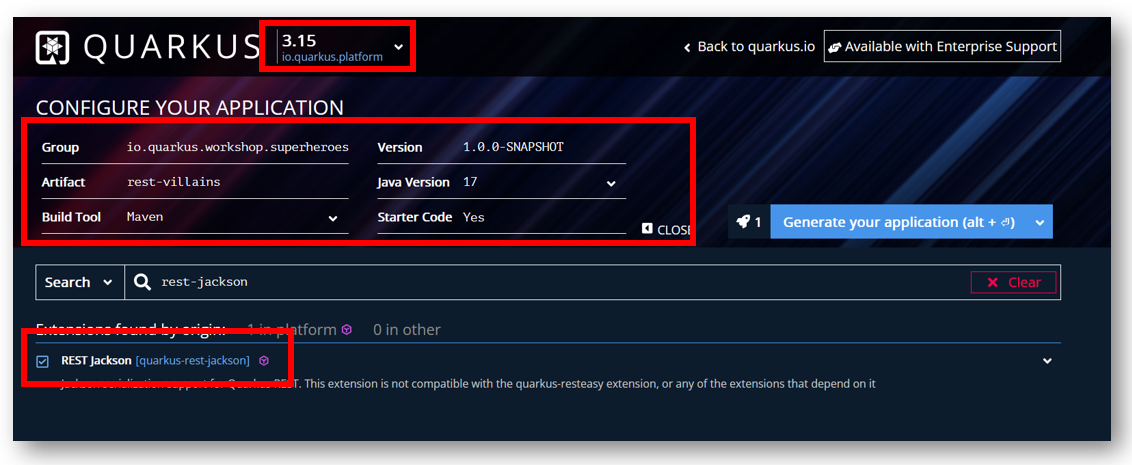 QUARKUS
3.15
io.quarkus.platform
Back to quarkus.io
Available with Enterprise Support
CONFIGURE YOUR APPLICATION
Group io.quarkus.workshop.superheroes Version 1.0.0-SNAPSHOT
Artifact rest-villains Java Version 17
Build Tool Maven Starter Code Yes
CLOSE
1 Generate your application (alt + ⏎)
Search rest-jackson Clear
Extensions found by origin: 1 in platform 0 in other
REST Jackson [quarkus-rest-jackson]
Jackson serialization support for Quarkus REST. This extension is not compatible with the quarkus-resteasy extension, or any of the extensions that depend on it